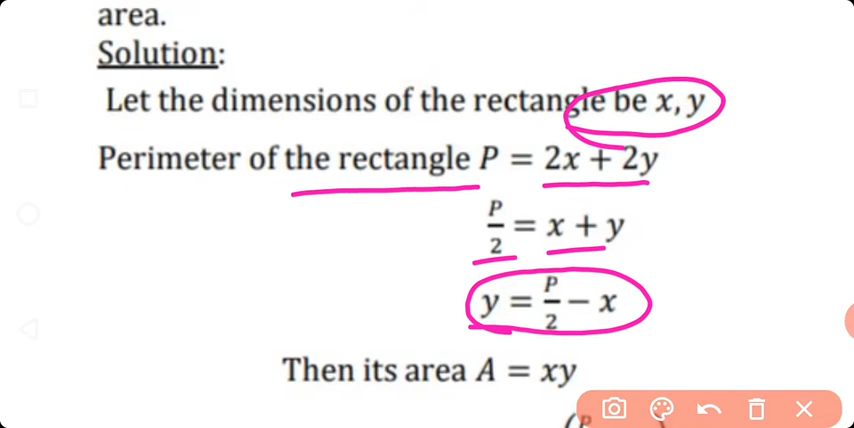 area.
Solution:
Let the dimensions of the rectangle be x, y
Perimeter of the rectangle P = 2x + 2y
P/2 = x + y
y = P/2 − x
Then its area A = xy
(P